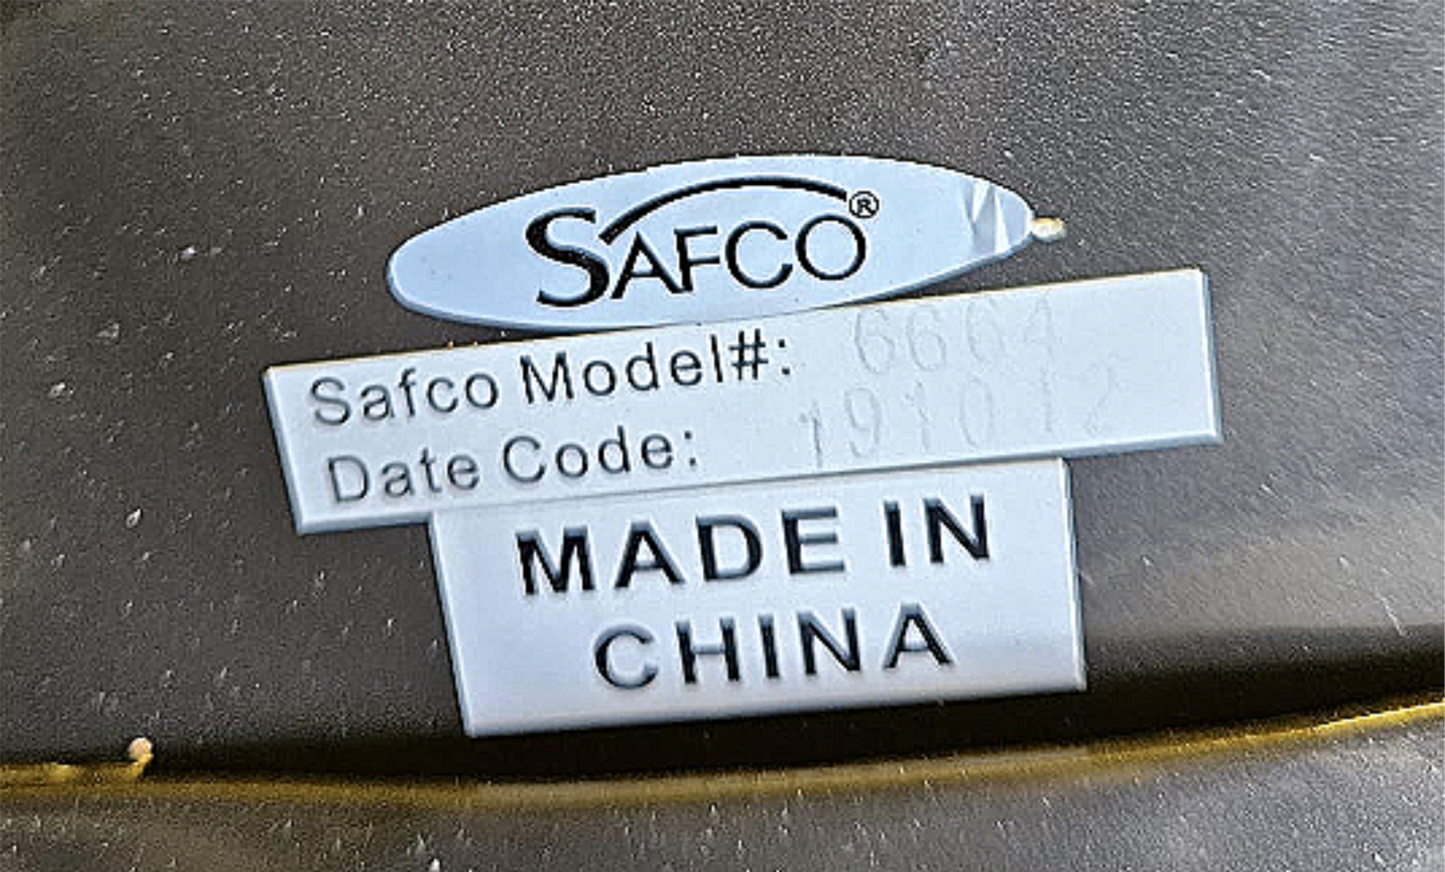 SAFCO®
Safco Model#: 6664
Date Code: 191012
MADE IN
CHINA